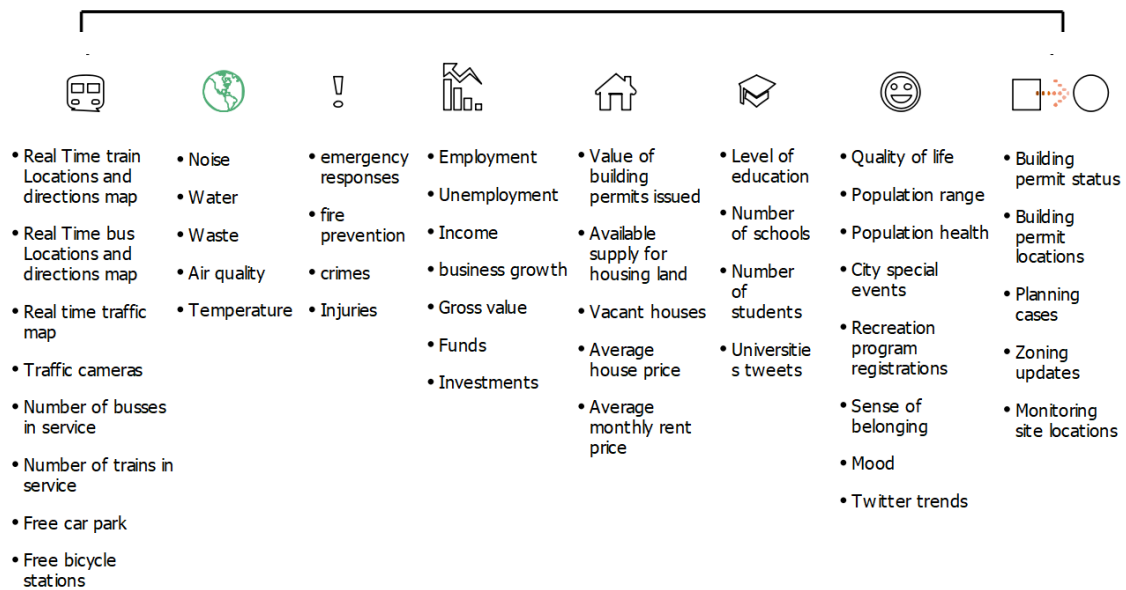 • Real Time train
Locations and
directions map
• Real Time bus
Locations and
directions map
• Real time traffic
map
• Traffic cameras
• Number of busses
in service
• Number of trains in
service
• Free car park
• Free bicycle
stations
• Noise
• Water
• Waste
• Air quality
• Temperature
• emergency
responses
• fire
prevention
• crimes
• Injuries
• Employment
• Unemployment
• Income
• business growth
• Gross value
• Funds
• Investments
• Value of
building
permits issued
• Available
supply for
housing land
• Vacant houses
• Average
house price
• Average
monthly rent
price
• Level of
education
• Number
of schools
• Number
of
students
• Universitie
s tweets
• Quality of life
• Population range
• Population health
• City special
events
• Recreation
program
registrations
• Sense of
belonging
• Mood
• Twitter trends
• Building
permit status
• Building
permit
locations
• Planning
cases
• Zoning
updates
• Monitoring
site locations